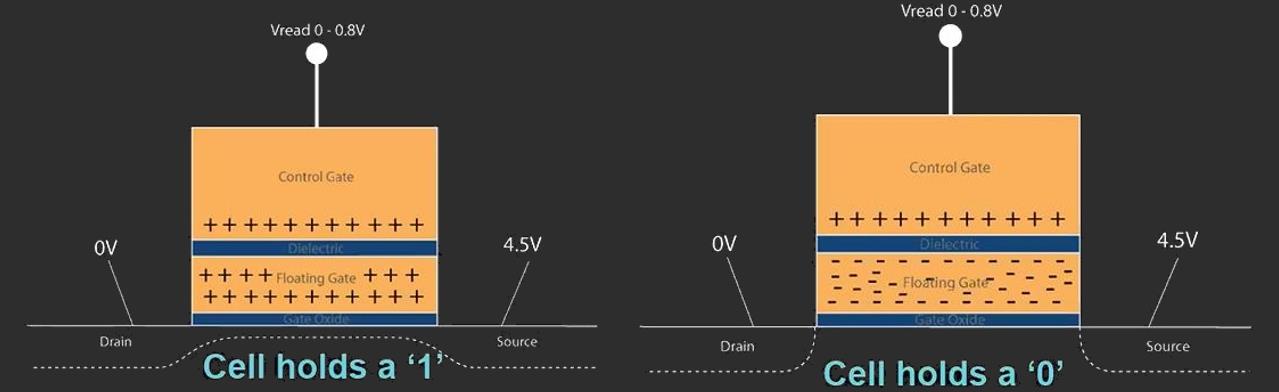 Vread 0 - 0.8V
Control Gate
+ + + + + + + + + + + +
Dielectric
0V
4.5V
+ + + + Floating Gate + + +
+ + + + + + + + + + + +
Gate Oxide
Drain
Source
Cell holds a ‘1’
Vread 0 - 0.8V
Control Gate
+ + + + + + + + + + +
Dielectric
0V
4.5V
Floating Gate
Gate Oxide
Drain
Source
Cell holds a ‘0’